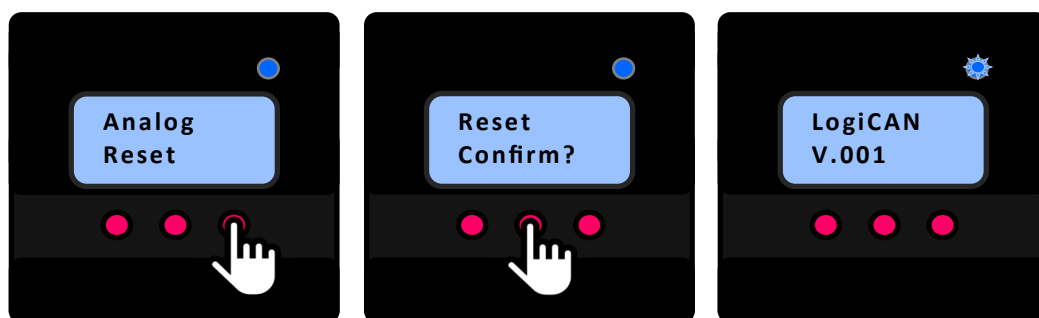 Analog
Reset
Reset
Confirm?
LogiCAN
V.001